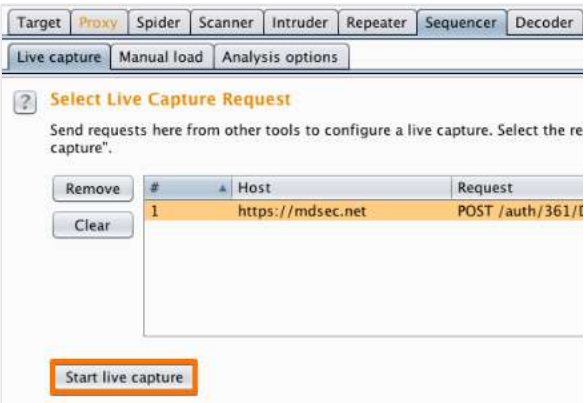 Target Proxy Spider Scanner Intruder Repeater Sequencer Decoder
Live capture Manual load Analysis options
? Select Live Capture Request
Send requests here from other tools to configure a live capture. Select the re
capture".
Remove # Host Request
1 https://mdsec.net POST /auth/361/D
Clear
Start live capture